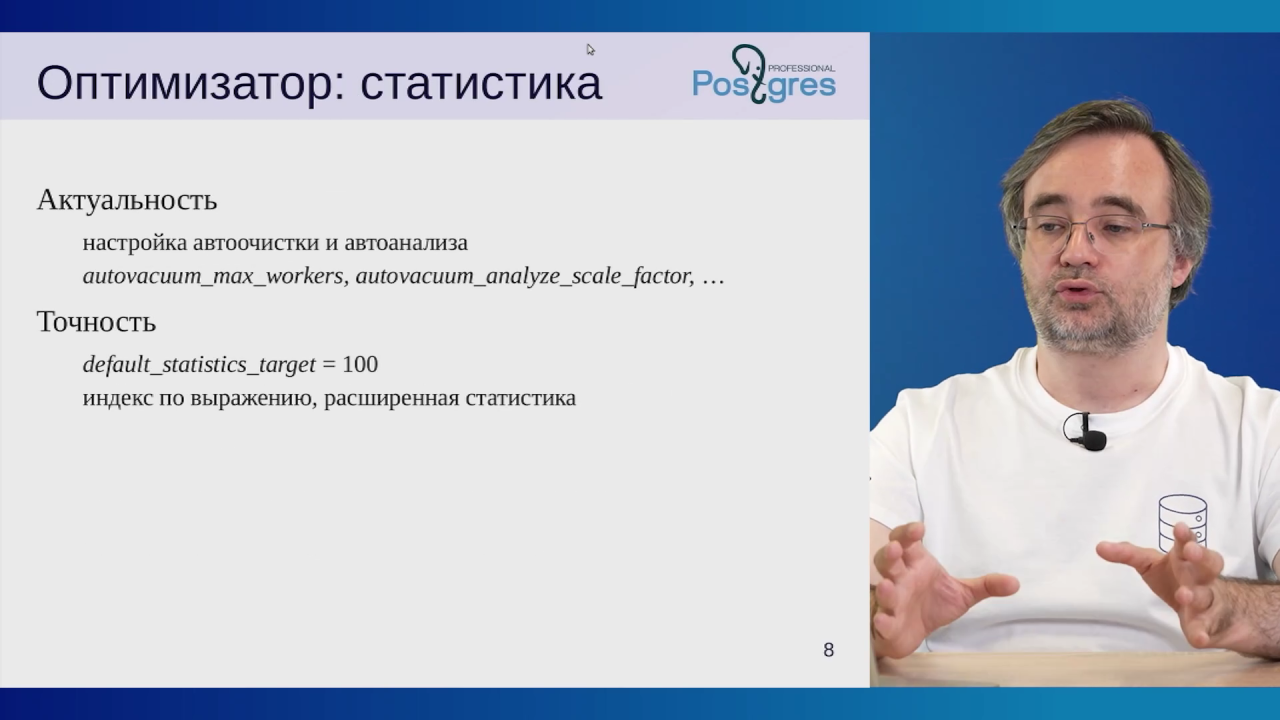 Оптимизатор: статистика
PROFESSIONAL
Postgres
Актуальность
настройка автоочистки и автоанализа
autovacuum_max_workers, autovacuum_analyze_scale_factor, …
Точность
default_statistics_target = 100
индекс по выражению, расширенная статистика
8